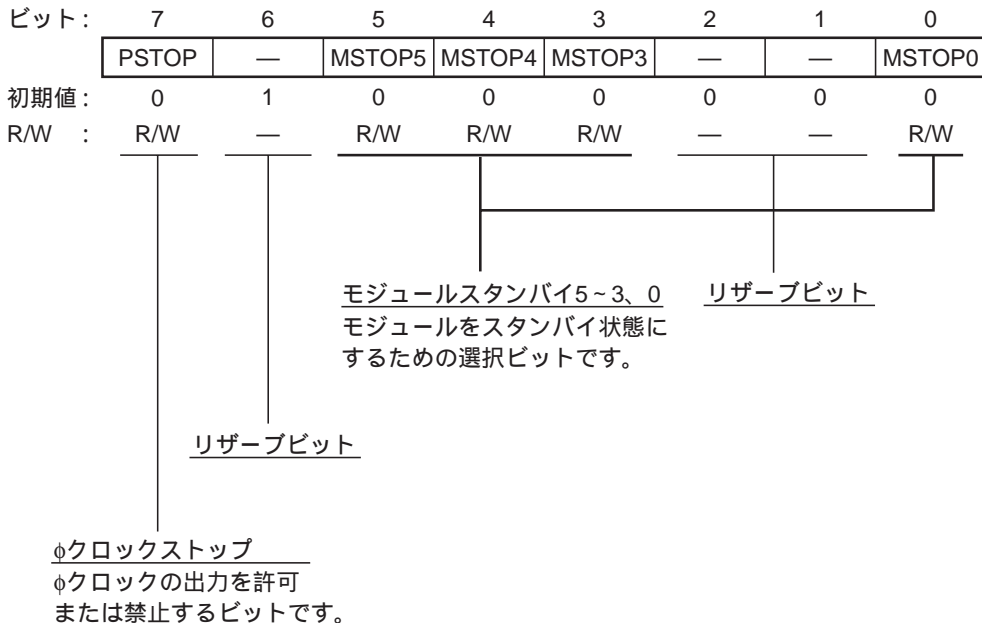 ビット : 7 6 5 4 3 2 1 0
PSTOP — MSTOP5 MSTOP4 MSTOP3 — — MSTOP0
初期値 : 0 1 0 0 0 0 0 0
R/W : R/W — R/W R/W R/W — — R/W
モジュールスタンバイ5~3、0 リザーブビット
モジュールをスタンバイ状態に
するための選択ビットです。
リザーブビット
φクロックストップ
φクロックの出力を許可
または禁止するビットです。